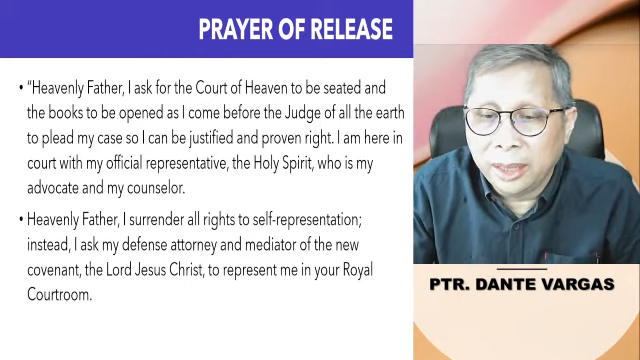 PRAYER OF RELEASE
• "Heavenly Father, I ask for the Court of Heaven to be seated and
the books to be opened as I come before the Judge of all the earth
to plead my case so I can be justified and proven right. I am here in
court with my official representative, the Holy Spirit, who is my
advocate and my counselor.
• Heavenly Father, I surrender all rights to self-representation;
instead, I ask my defense attorney and mediator of the new
covenant, the Lord Jesus Christ, to represent me in your Royal
Courtroom.
PTR. DANTE VARGAS